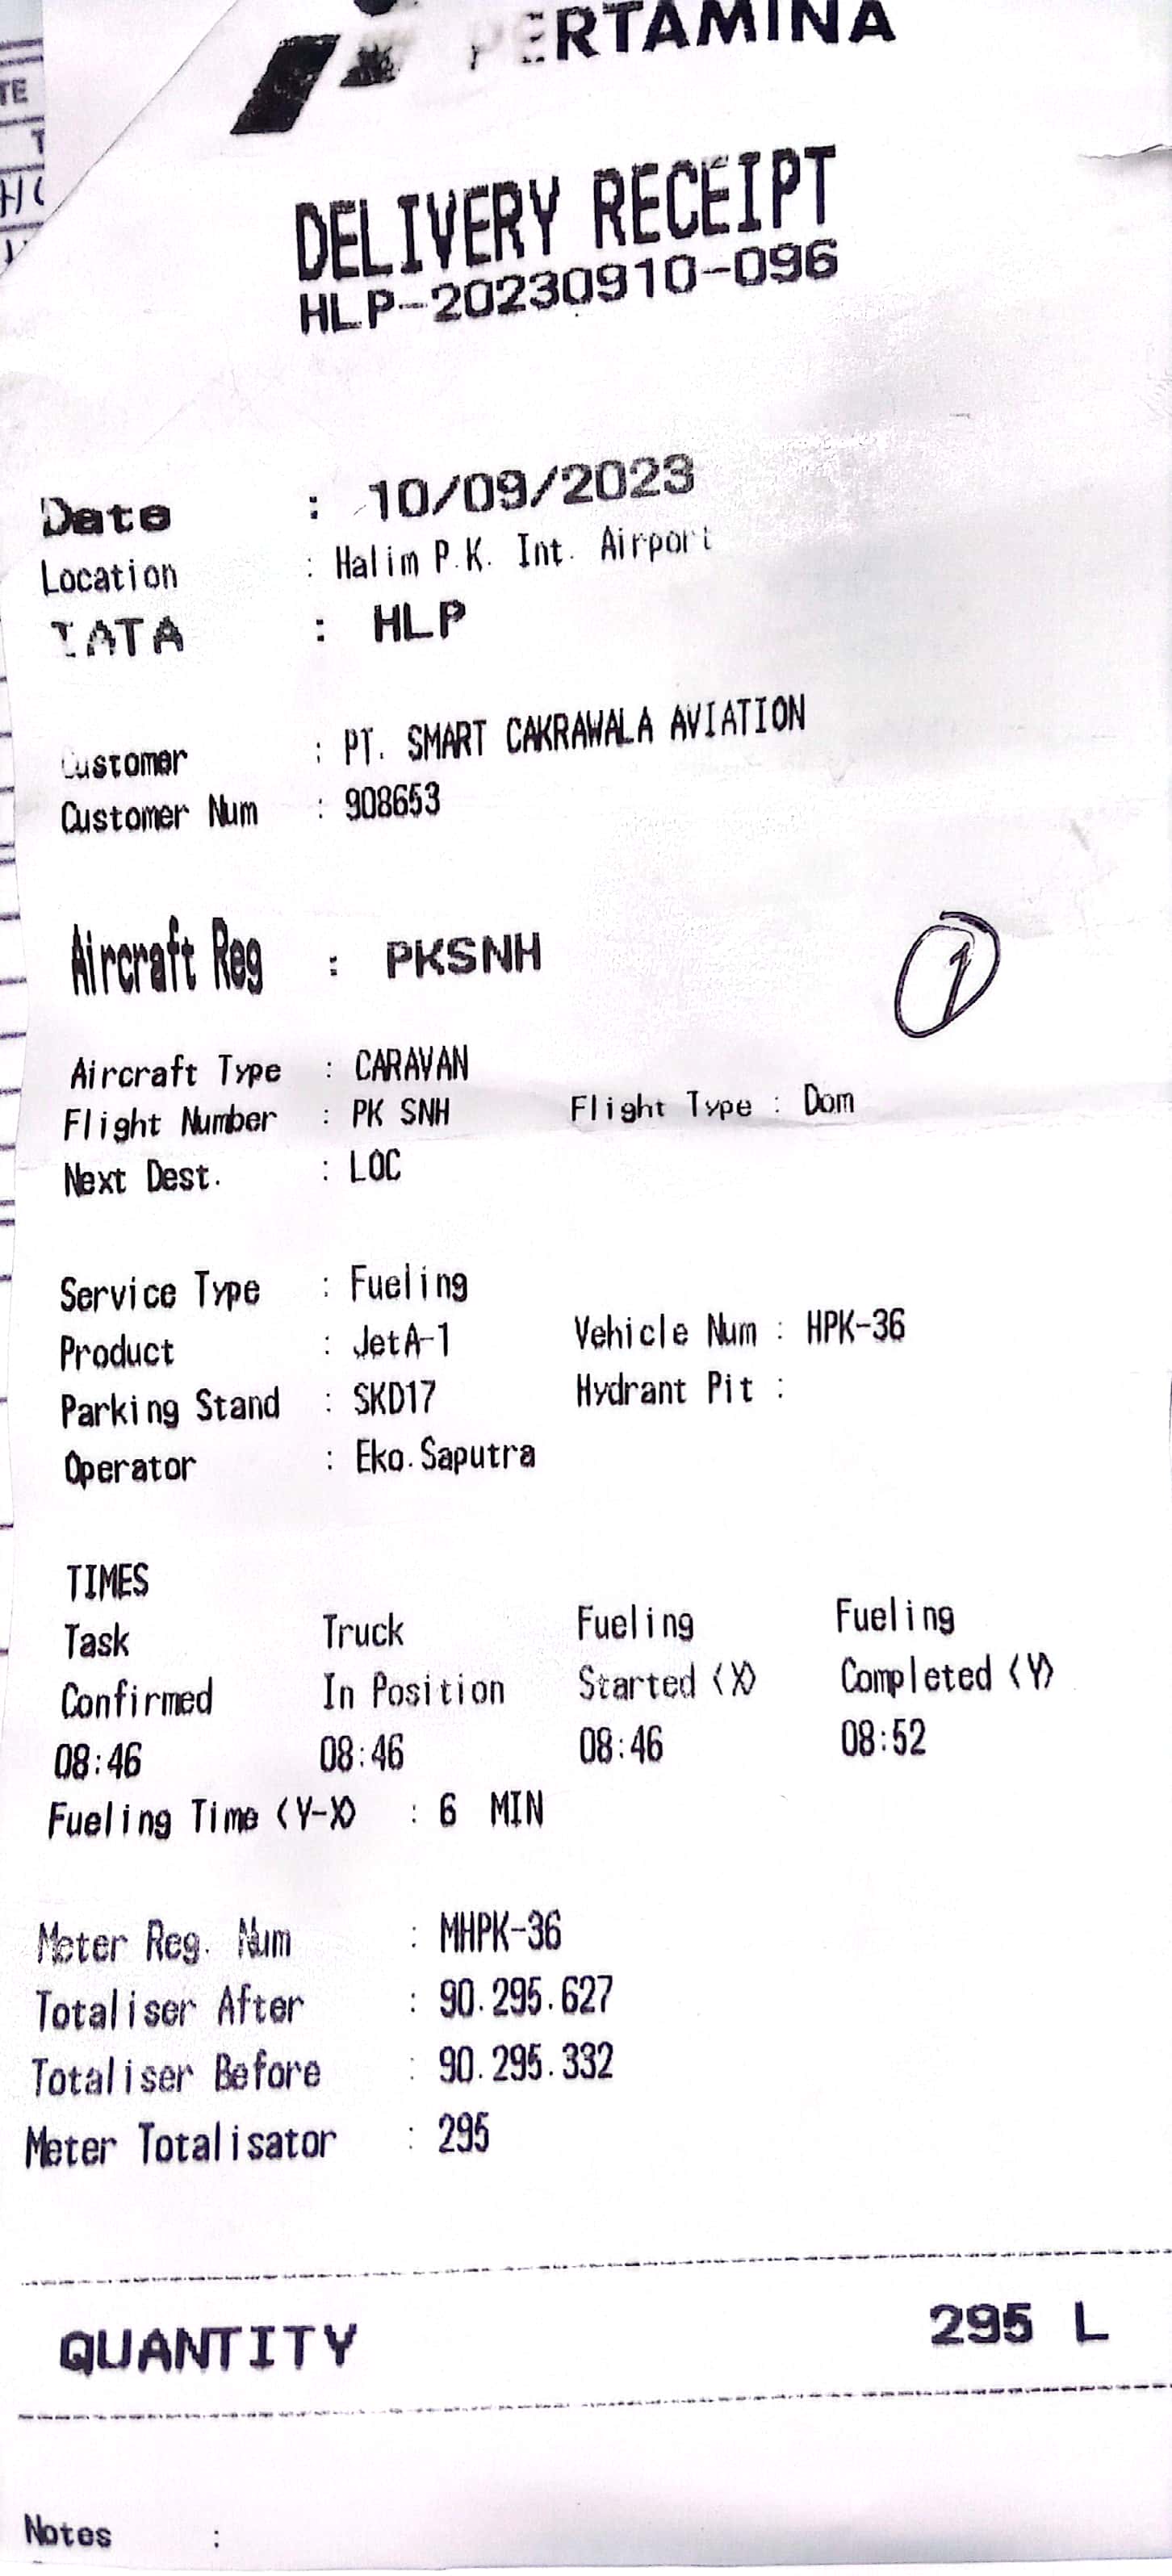 PERTAMINA
DELIVERY RECEIPT
HLP-20230910-096
Date : 10/09/2023
Location : Halim P.K. Int. Airport
IATA : HLP
Customer : PT. SMART CAKRAWALA AVIATION
Customer Num : 908653
Aircraft Reg : PKSNH
1
Aircraft Type : CARAVAN
Flight Number : PK SNH Flight Type : Dom
Next Dest. : LOC
Service Type : Fueling
Product : JetA-1 Vehicle Num : HPK-36
Parking Stand : SKD17 Hydrant Pit :
Operator : Eko.Saputra
TIMES
Task Truck Fueling Fueling
Confirmed In Position Started (X) Completed (Y)
08:46 08:46 08:46 08:52
Fueling Time (Y-X) : 6 MIN
Meter Reg. Num : MHPK-36
Totaliser After : 90.295.627
Totaliser Before : 90.295.332
Meter Totalisator : 295
QUANTITY 295 L
Notes :